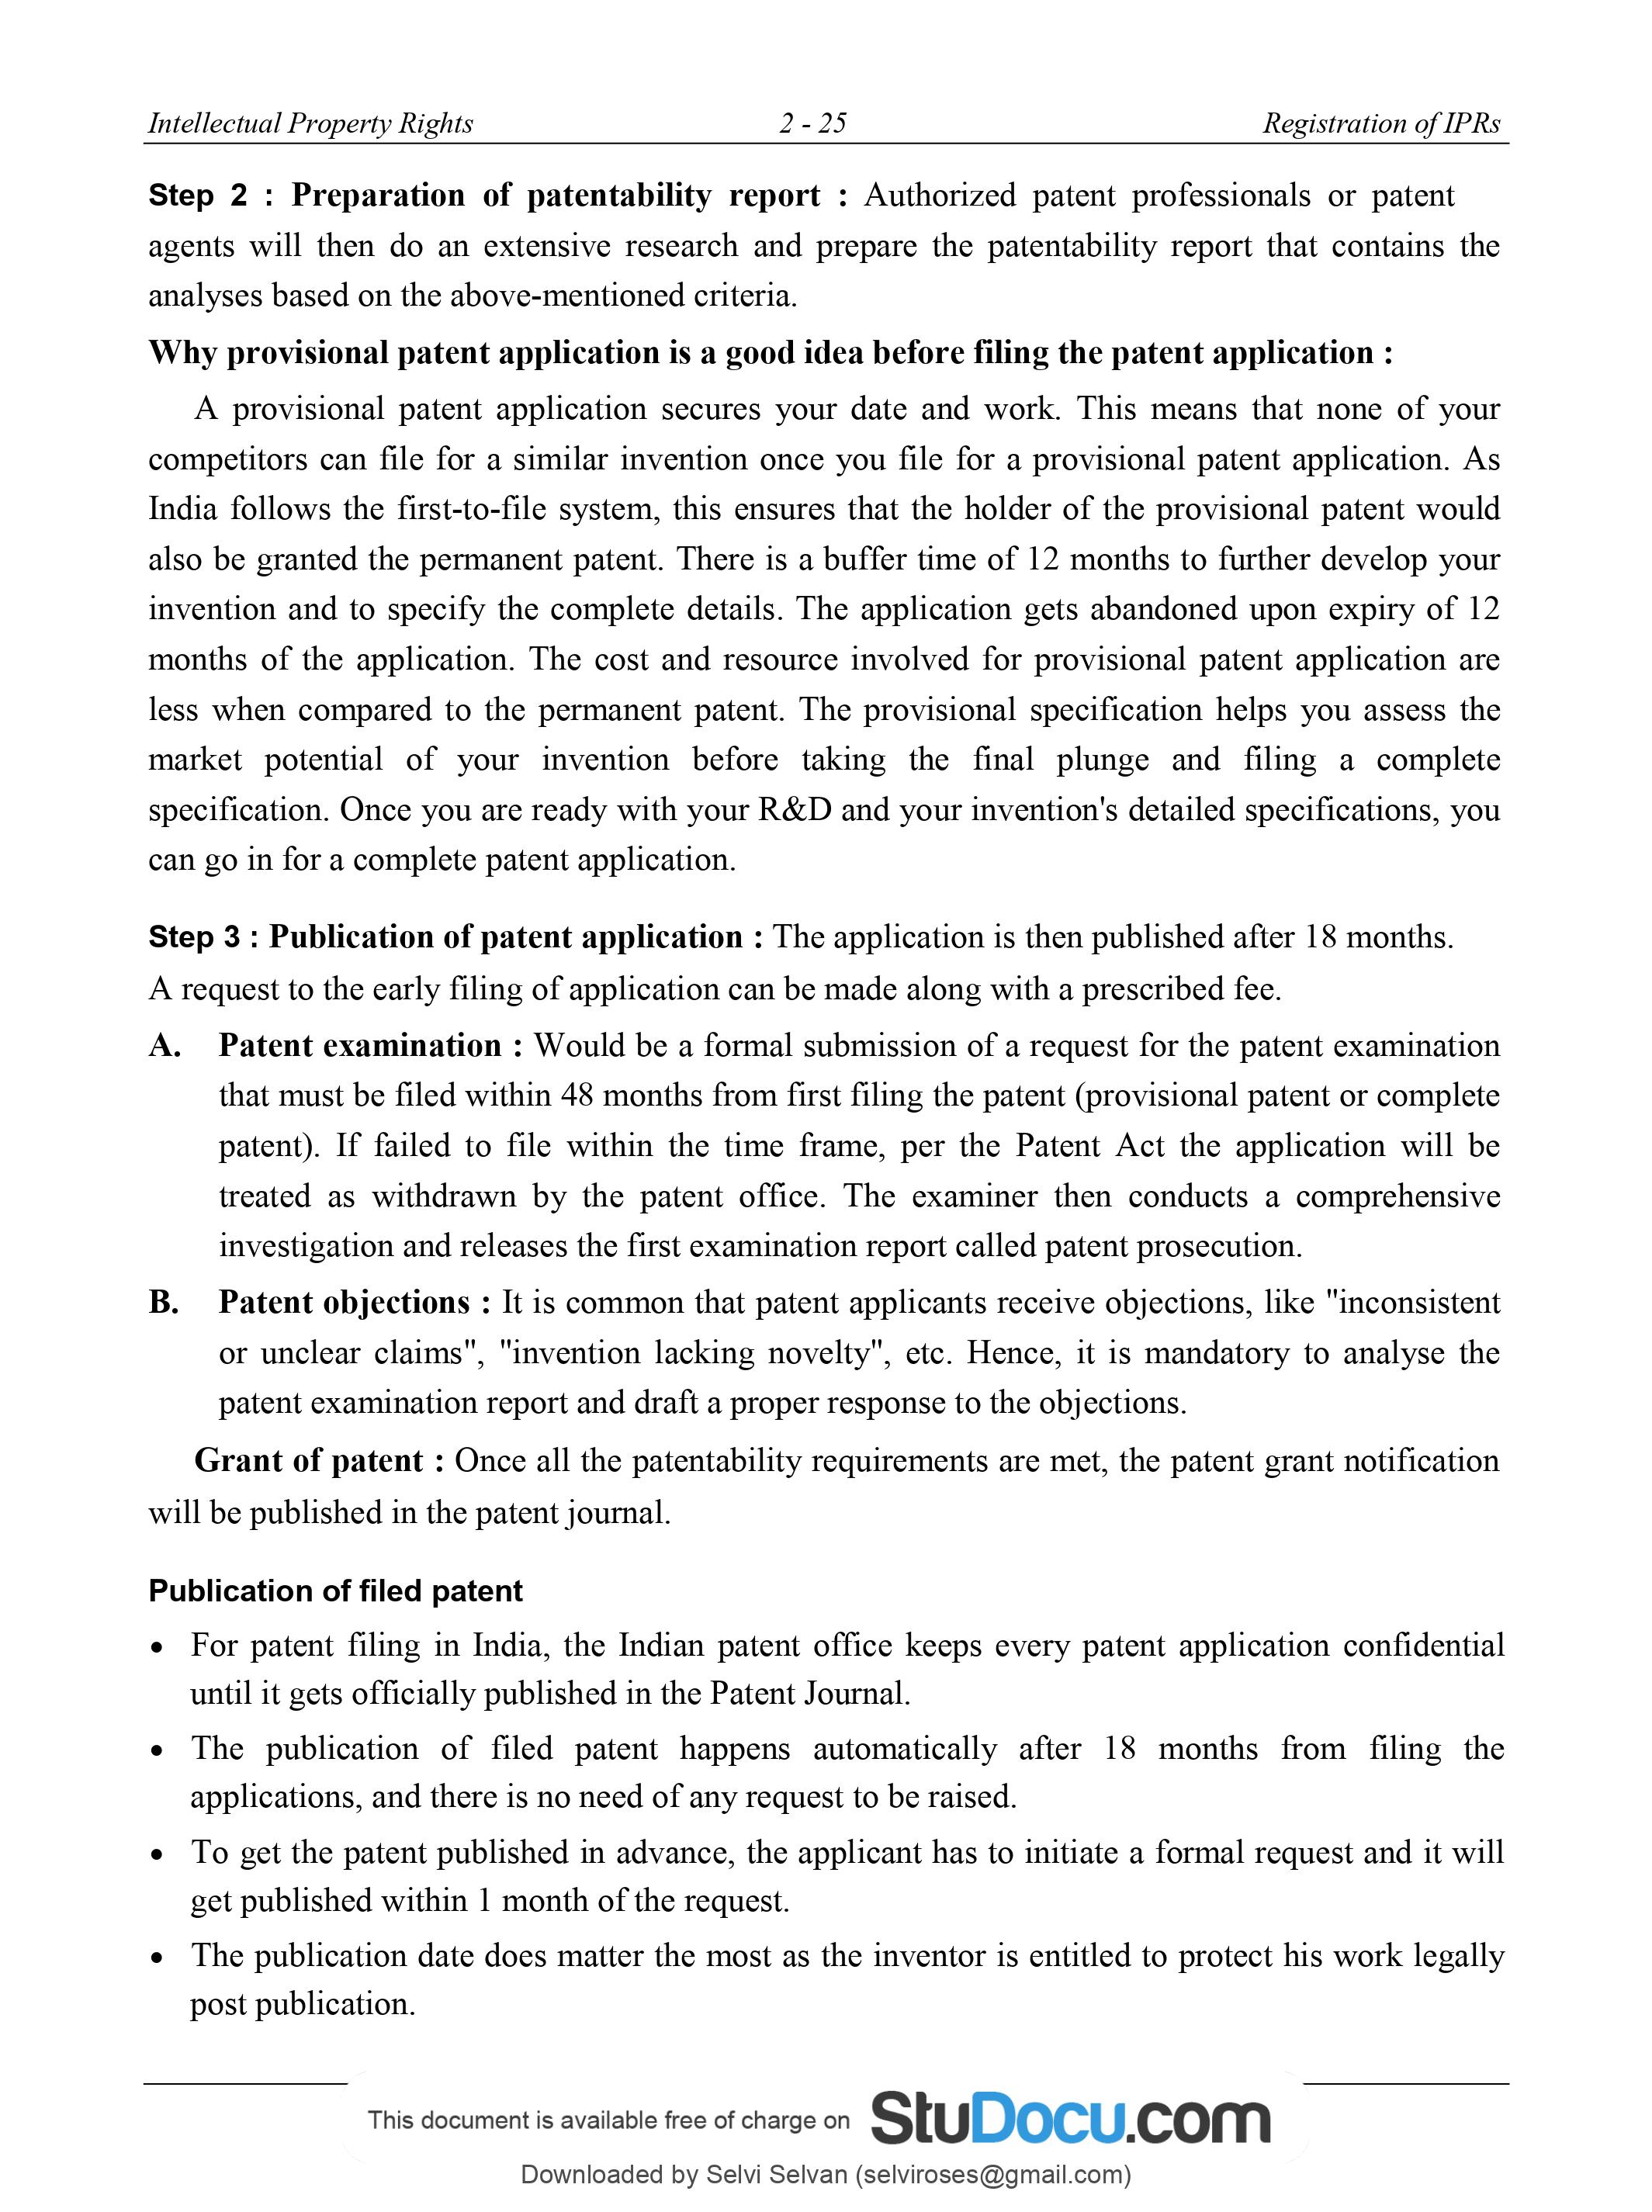 Intellectual Property Rights 2 - 25 Registration of IPRs
Step 2 : Preparation of patentability report : Authorized patent professionals or patent
agents will then do an extensive research and prepare the patentability report that contains the
analyses based on the above-mentioned criteria.
Why provisional patent application is a good idea before filing the patent application :
A provisional patent application secures your date and work. This means that none of your
competitors can file for a similar invention once you file for a provisional patent application. As
India follows the first-to-file system, this ensures that the holder of the provisional patent would
also be granted the permanent patent. There is a buffer time of 12 months to further develop your
invention and to specify the complete details. The application gets abandoned upon expiry of 12
months of the application. The cost and resource involved for provisional patent application are
less when compared to the permanent patent. The provisional specification helps you assess the
market potential of your invention before taking the final plunge and filing a complete
specification. Once you are ready with your R&D and your invention's detailed specifications, you
can go in for a complete patent application.
Step 3 : Publication of patent application : The application is then published after 18 months.
A request to the early filing of application can be made along with a prescribed fee.
A. Patent examination : Would be a formal submission of a request for the patent examination
that must be filed within 48 months from first filing the patent (provisional patent or complete
patent). If failed to file within the time frame, per the Patent Act the application will be
treated as withdrawn by the patent office. The examiner then conducts a comprehensive
investigation and releases the first examination report called patent prosecution.
B. Patent objections : It is common that patent applicants receive objections, like "inconsistent
or unclear claims", "invention lacking novelty", etc. Hence, it is mandatory to analyse the
patent examination report and draft a proper response to the objections.
Grant of patent : Once all the patentability requirements are met, the patent grant notification
will be published in the patent journal.
Publication of filed patent
• For patent filing in India, the Indian patent office keeps every patent application confidential
until it gets officially published in the Patent Journal.
• The publication of filed patent happens automatically after 18 months from filing the
applications, and there is no need of any request to be raised.
• To get the patent published in advance, the applicant has to initiate a formal request and it will
get published within 1 month of the request.
• The publication date does matter the most as the inventor is entitled to protect his work legally
post publication.
This document is available free of charge on StuDocu.com
Downloaded by Selvi Selvan (selviroses@gmail.com)